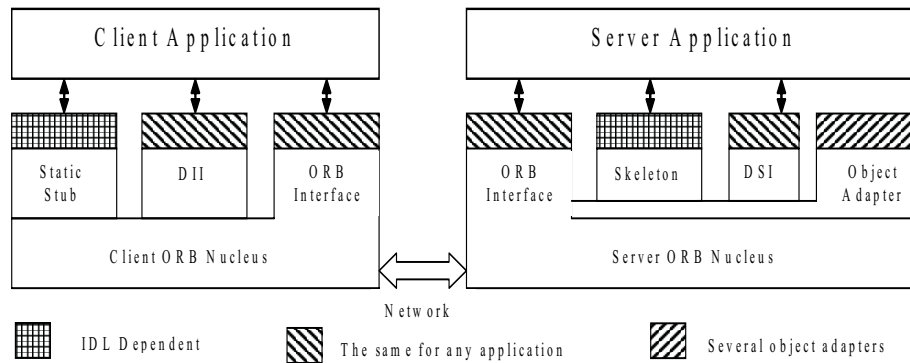 Client Application
Server Application
Static
Stub
DII
ORB
Interface
ORB
Interface
Skeleton
DSI
Object
Adapter
Client ORB Nucleus
Server ORB Nucleus
Network
IDL Dependent
The same for any application
Several object adapters